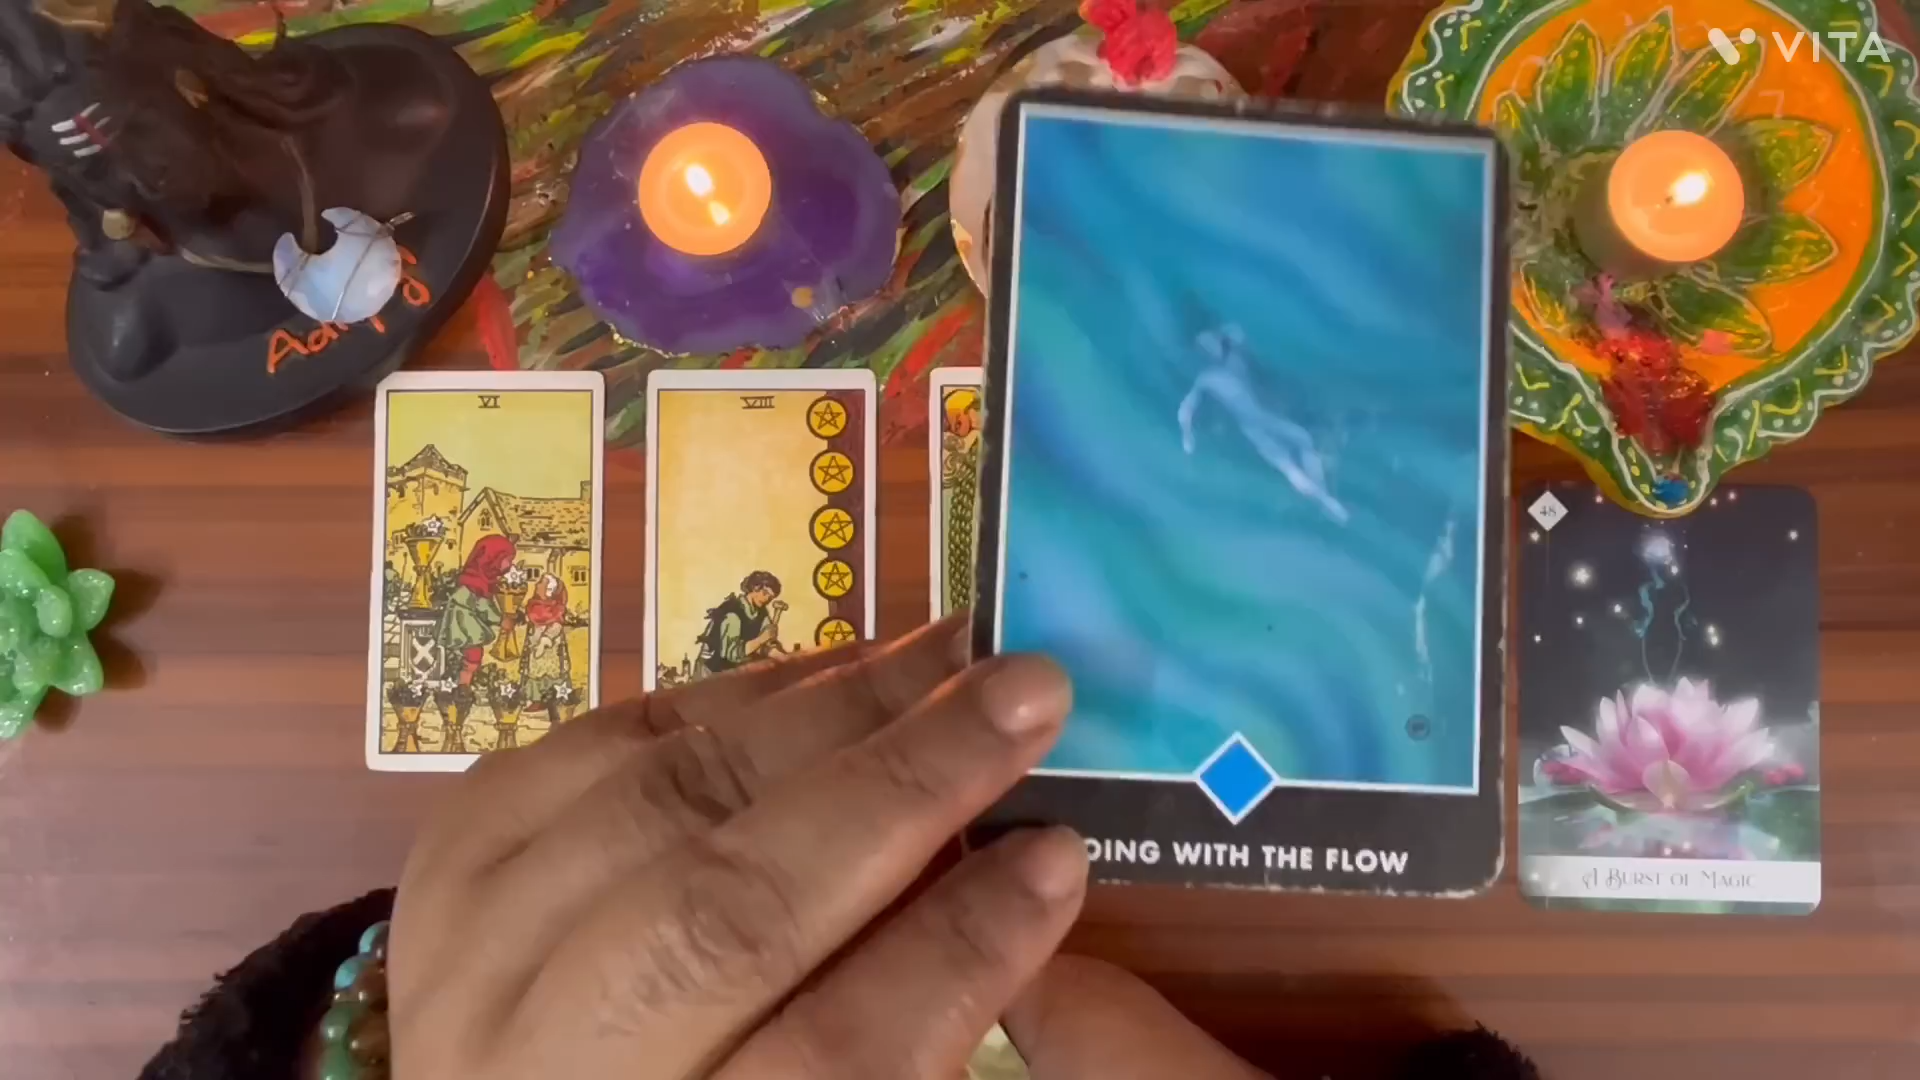 VITA
VI
VIII
48
OING WITH THE FLOW
A BURST OF MAGIC